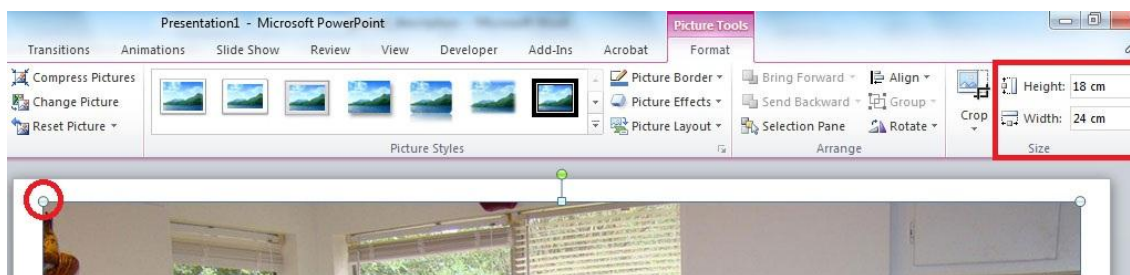 Presentation1 - Microsoft PowerPoint
Picture Tools
Transitions Animations Slide Show Review View Developer Add-Ins Acrobat Format
Compress Pictures Picture Border Bring Forward Align Height: 18 cm
Change Picture Picture Effects Send Backward Group
Reset Picture Picture Layout Selection Pane Rotate Crop Width: 24 cm
Picture Styles Arrange Size